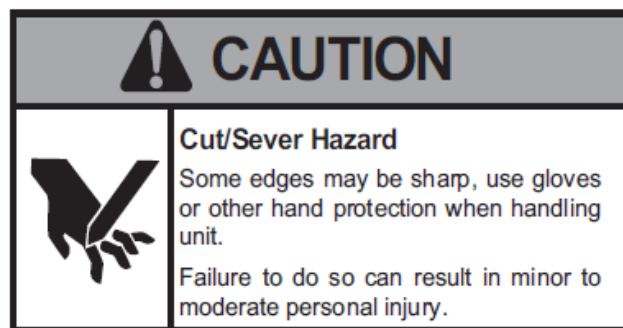 CAUTION
Cut/Sever Hazard
Some edges may be sharp, use gloves
or other hand protection when handling
unit.
Failure to do so can result in minor to
moderate personal injury.